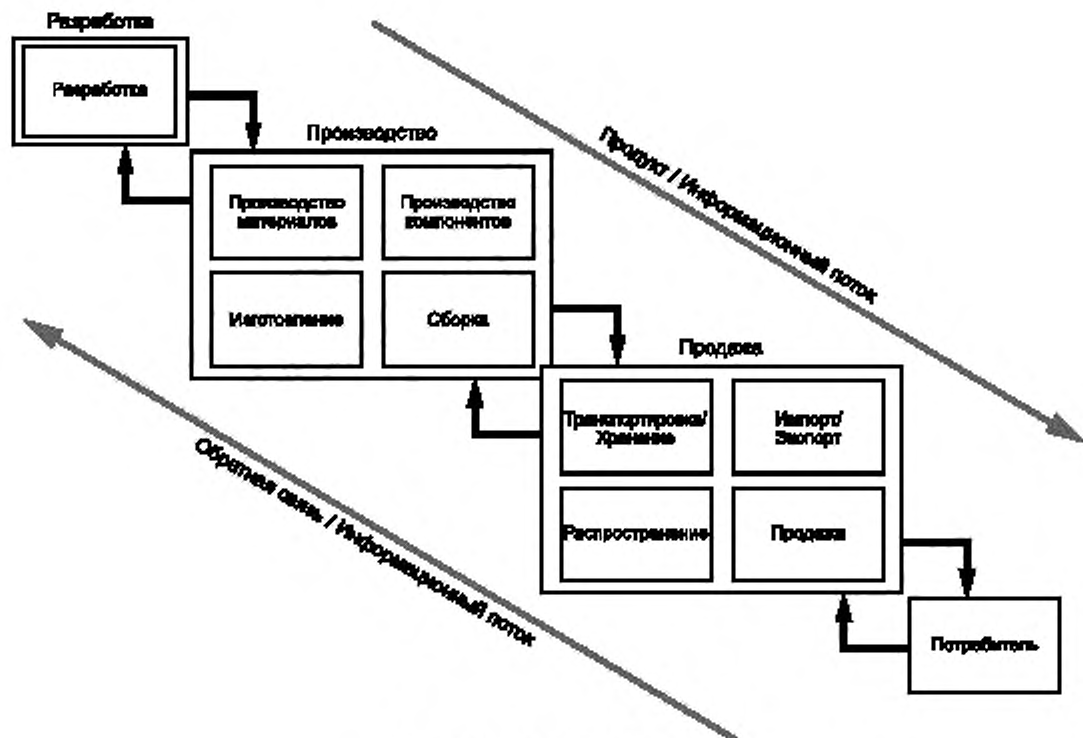 Разработка
Разработка
Производство
Производство
материалов
Производство
компонентов
Изготовление
Сборка
Продукт / Информационный поток
Продажа
Транспортировка/
Хранение
Импорт/
Экспорт
Распространение
Продажа
Обратная связь / Информационный поток
Потребитель